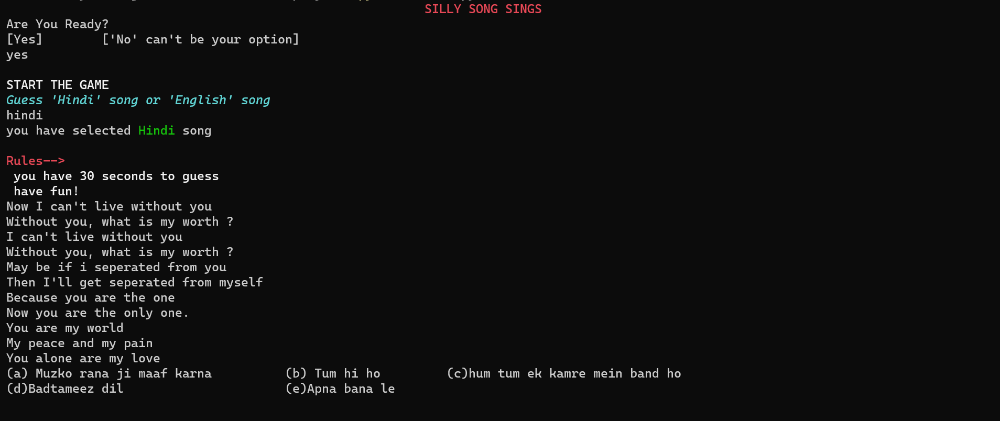 SILLY SONG SINGS
Are You Ready?
[Yes]        ['No' can't be your option]
yes
START THE GAME
Guess 'Hindi' song or 'English' song
hindi
you have selected Hindi song
Rules-->
you have 30 seconds to guess
have fun!
Now I can't live without you
Without you, what is my worth ?
I can't live without you
Without you, what is my worth ?
May be if i seperated from you
Then I'll get seperated from myself
Because you are the one
Now you are the only one.
You are my world
My peace and my pain
You alone are my love
(a) Muzko rana ji maaf karna          (b) Tum hi ho         (c)hum tum ek kamre mein band ho
(d)Badtameez dil                      (e)Apna bana le